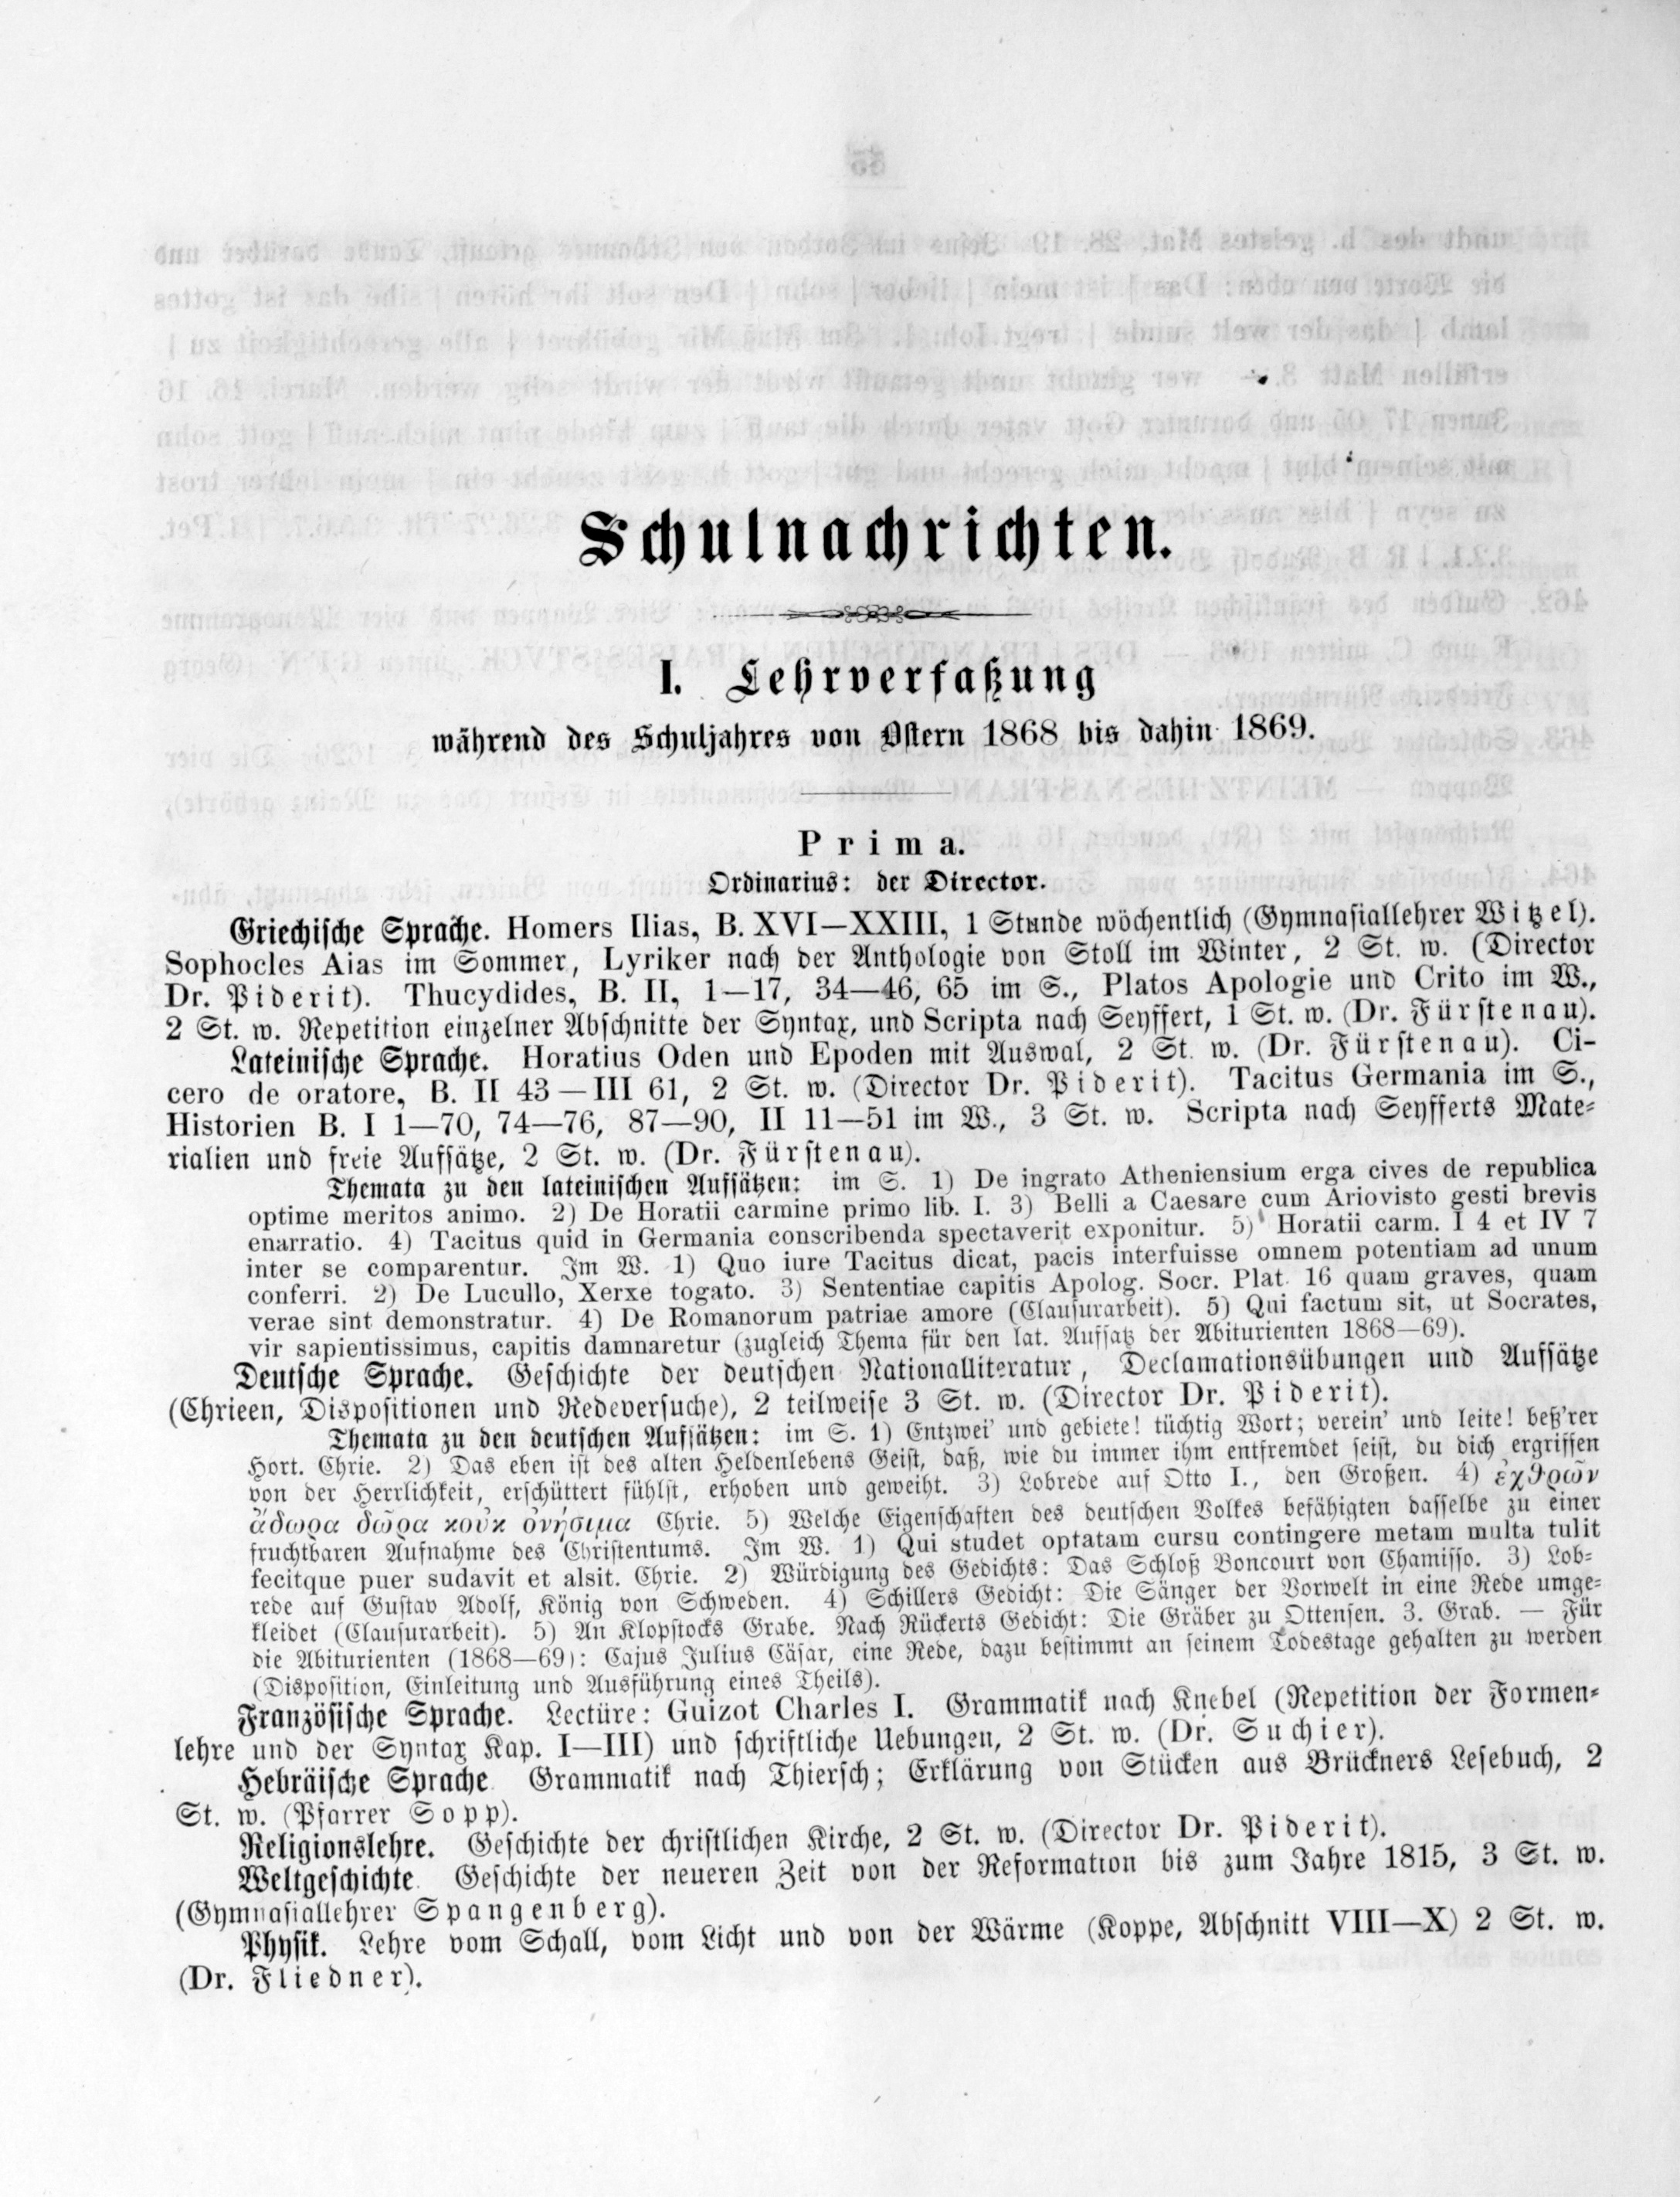 Schulnachrichten.
I. Lehrverfaßung
während des Schuljahres von Ostern 1868 bis dahin 1869.
Prima.
Ordinarius: der Director.
Griechische Sprache. Homers Ilias, B. XVI—XXIII, 1 Stunde wöchentlich (Gymnasiallehrer Witzel).
Sophocles Aias im Sommer, Lyriker nach der Anthologie von Stoll im Winter, 2 St. w. (Director
Dr. Piderit). Thucydides, B. II, 1—17, 34—46, 65 im S., Platos Apologie und Crito im W.,
2 St. w. Repetition einzelner Abschnitte der Syntax, und Scripta nach Seyffert, 1 St. w. (Dr. Fürstenau).
Lateinische Sprache. Horatius Oden und Epoden mit Auswal, 2 St. w. (Dr. Fürstenau). Ci-
cero de oratore, B. II 43—III 61, 2 St. w. (Director Dr. Piderit). Tacitus Germania im S.,
Historien B. I 1—70, 74—76, 87—90, II 11—51 im W., 3 St. w. Scripta nach Seyfferts Mate-
rialien und freie Aufsätze, 2 St. w. (Dr. Fürstenau).
Themata zu den lateinischen Aufsätzen: im S. 1) De ingrato Atheniensium erga cives de republica
optime meritos animo. 2) De Horatii carmine primo lib. I. 3) Belli a Caesare cum Ariovisto gesti brevis
enarratio. 4) Tacitus quid in Germania conscribenda spectaverit exponitur. 5) Horatii carm. I 4 et IV 7
inter se comparentur. Im W. 1) Quo iure Tacitus dicat, pacis interfuisse omnem potentiam ad unum
conferri. 2) De Lucullo, Xerxe togato. 3) Sententiae capitis Apolog. Socr. Plat. 16 quam graves, quam
verae sint demonstratur. 4) De Romanorum patriae amore (Clausurarbeit). 5) Qui factum sit, ut Socrates,
vir sapientissimus, capitis damnaretur (zugleich Thema für den lat. Aufsatz der Abiturienten 1868—69).
Deutsche Sprache. Geschichte der deutschen Nationalliteratur, Declamationsübungen und Aufsätze
(Chrieen, Dispositionen und Redeversuche), 2 teilweise 3 St. w. (Director Dr. Piderit).
Themata zu den deutschen Aufsätzen: im S. 1) Entzwei' und gebiete! tüchtig Wort; verein' und leite! beß'rer
Hort. Chrie. 2) Das eben ist des alten Heldenlebens Geist, daß, wie du immer ihm entfremdet seist, du dich ergriffen
von der Herrlichkeit, erschüttert fühlst, erhoben und geweiht. 3) Lobrede auf Otto I., den Großen. 4) ἐχθρῶν
ἄδωρα δῶρα κοὐκ ὀνήσιμα Chrie. 5) Welche Eigenschaften des deutschen Volkes befähigten dasselbe zu einer
fruchtbaren Aufnahme des Christentums. Im W. 1) Qui studet optatam cursu contingere metam multa tulit
fecitque puer sudavit et alsit. Chrie. 2) Würdigung des Gedichts: Das Schloß Boncourt von Chamisso. 3) Lob-
rede auf Gustav Adolf, König von Schweden. 4) Schillers Gedicht: Die Sänger der Vorwelt in eine Rede umge-
kleidet (Clausurarbeit). 5) An Klopstocks Grabe. Nach Rückerts Gedicht: Die Gräber zu Ottensen. 3. Grab. — Für
die Abiturienten (1868—69): Cajus Julius Cäsar, eine Rede, dazu bestimmt an seinem Todestage gehalten zu werden
(Disposition, Einleitung und Ausführung eines Theils).
Französische Sprache. Lectüre: Guizot Charles I. Grammatik nach Knebel (Repetition der Formen-
lehre und der Syntax Kap. I—III) und schriftliche Uebungen, 2 St. w. (Dr. Suchier).
Hebräische Sprache Grammatik nach Thiersch; Erklärung von Stücken aus Brückners Lesebuch, 2
St. w. (Pfarrer Sopp).
Religionslehre. Geschichte der christlichen Kirche, 2 St. w. (Director Dr. Piderit).
Weltgeschichte Geschichte der neueren Zeit von der Reformation bis zum Jahre 1815, 3 St. w.
(Gymnasiallehrer Spangenberg).
Physik. Lehre vom Schall, vom Licht und von der Wärme (Koppe, Abschnitt VIII—X) 2 St. w.
(Dr. Fliedner).